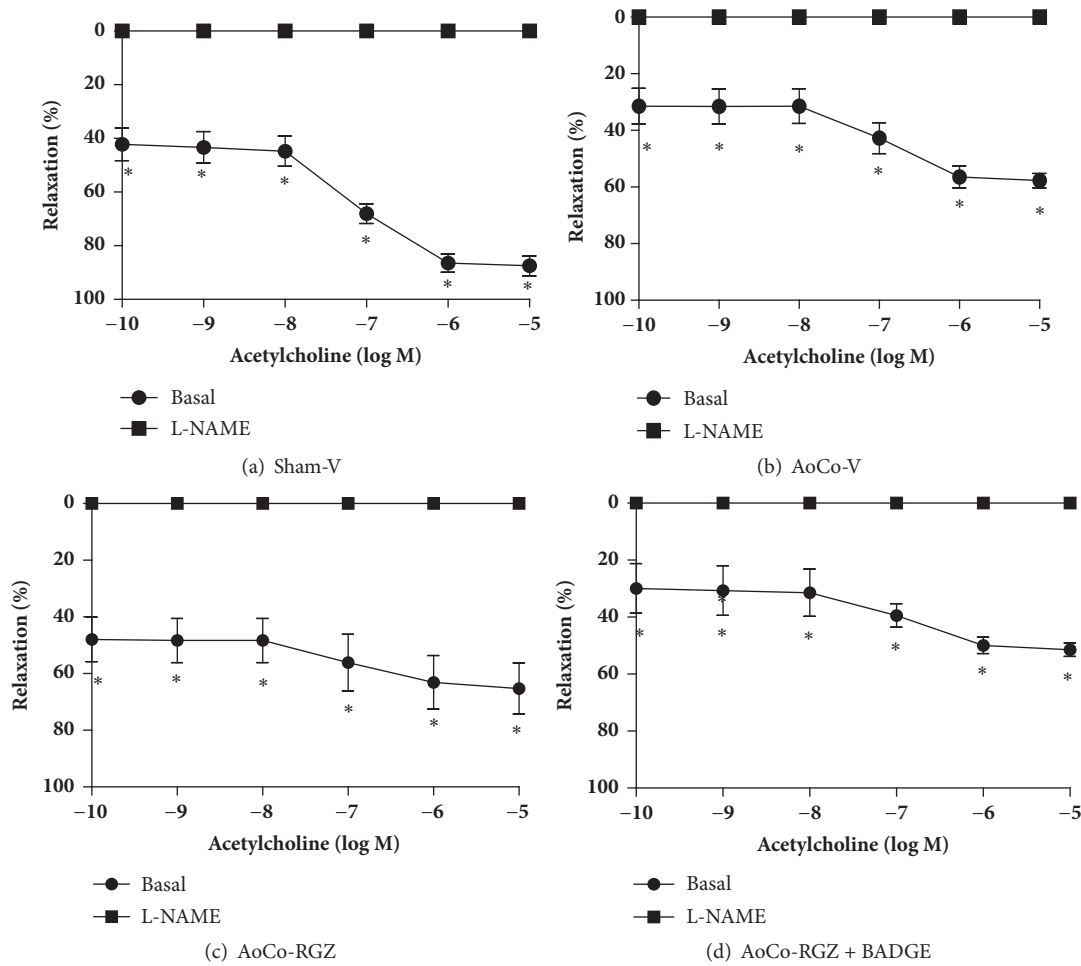 0
20
40
60
80
100
Relaxation (%)
−10 −9 −8 −7 −6 −5
Acetylcholine (log M)
* * * * * *
Basal
L-NAME
(a) Sham-V
0
20
40
60
80
100
Relaxation (%)
−10 −9 −8 −7 −6 −5
Acetylcholine (log M)
* * * * * *
Basal
L-NAME
(b) AoCo-V
0
20
40
60
80
100
Relaxation (%)
−10 −9 −8 −7 −6 −5
Acetylcholine (log M)
* * * * * *
Basal
L-NAME
(c) AoCo-RGZ
0
20
40
60
80
100
Relaxation (%)
−10 −9 −8 −7 −6 −5
Acetylcholine (log M)
*
* * * * * *
Basal
L-NAME
(d) AoCo-RGZ + BADGE